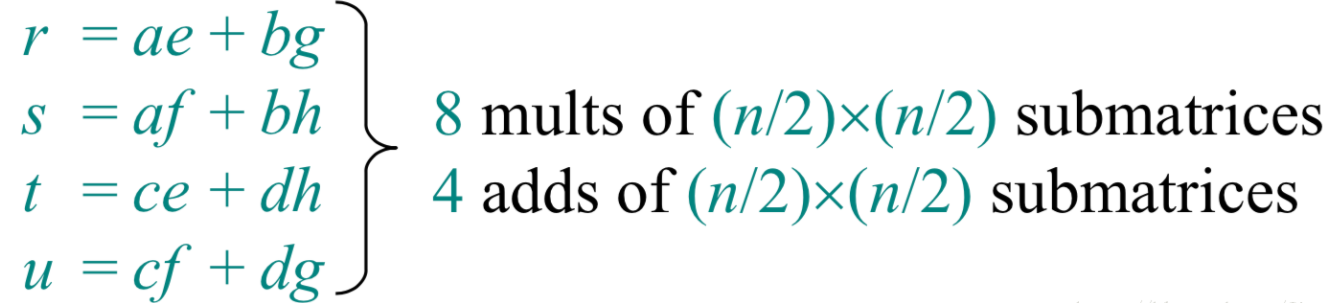 r = ae + bg
s = af + bh
t = ce + dh
u = cf + dg
8 mults of (n/2)×(n/2) submatrices
4 adds of (n/2)×(n/2) submatrices